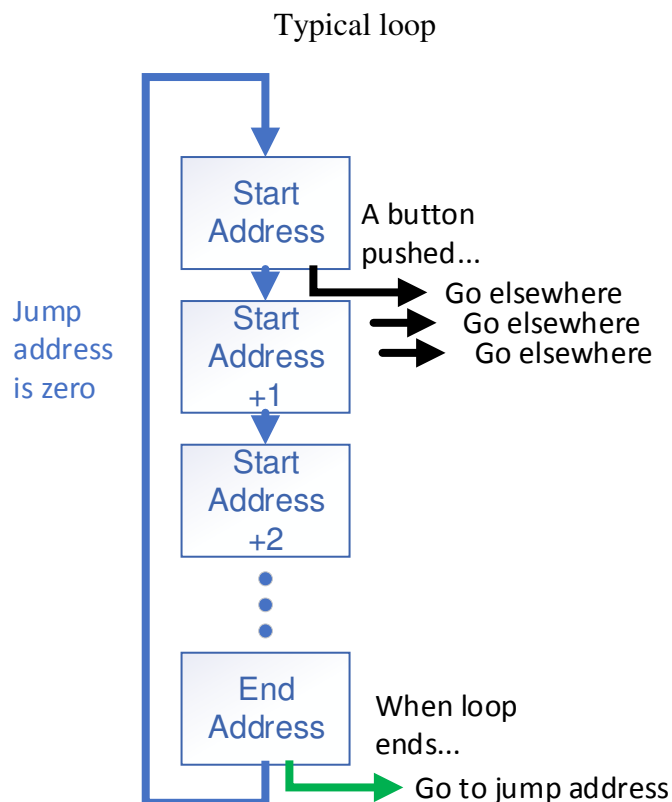 Typical loop
Start
Address
A button
pushed...
Go elsewhere
Go elsewhere
Go elsewhere
Jump
address
is zero
Start
Address
+1
Start
Address
+2
End
Address
When loop
ends...
Go to jump address